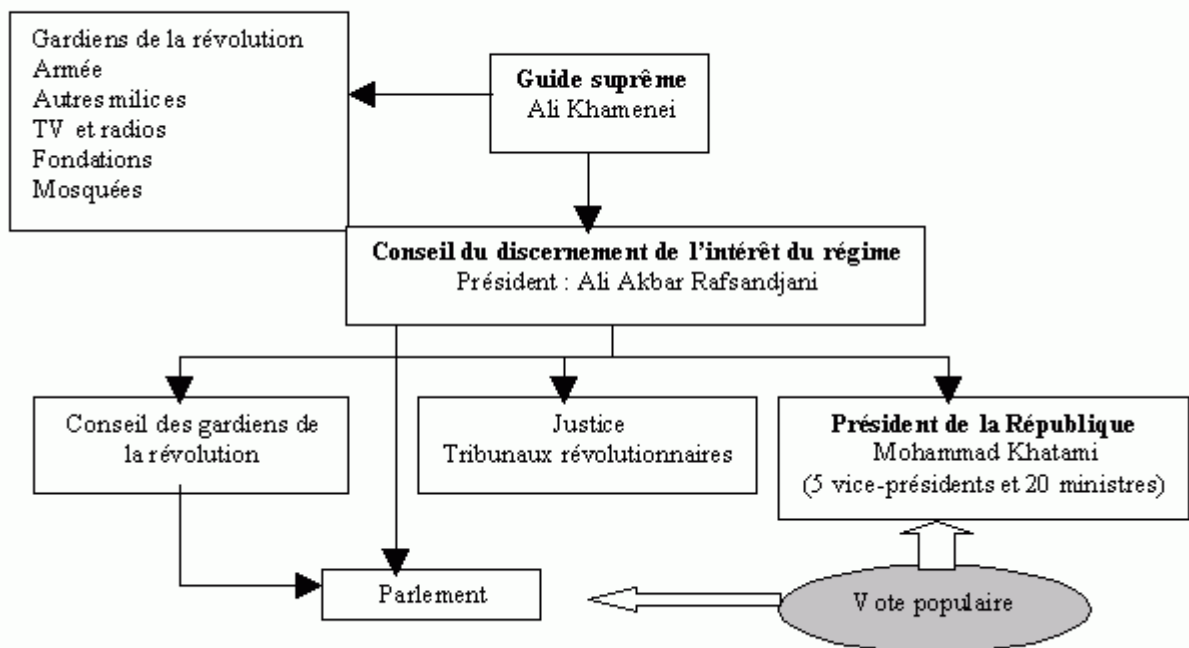 Gardiens de la révolution
Armée
Autres milices
TV et radios
Fondations
Mosquées
Guide suprême
Ali Khamenei
Conseil du discernement de l'intérêt du régime
Président : Ali Akbar Rafsandjani
Conseil des gardiens de
la révolution
Justice
Tribunaux révolutionnaires
Président de la République
Mohammad Khatami
(5 vice-présidents et 20 ministres)
Parlement
Vote populaire